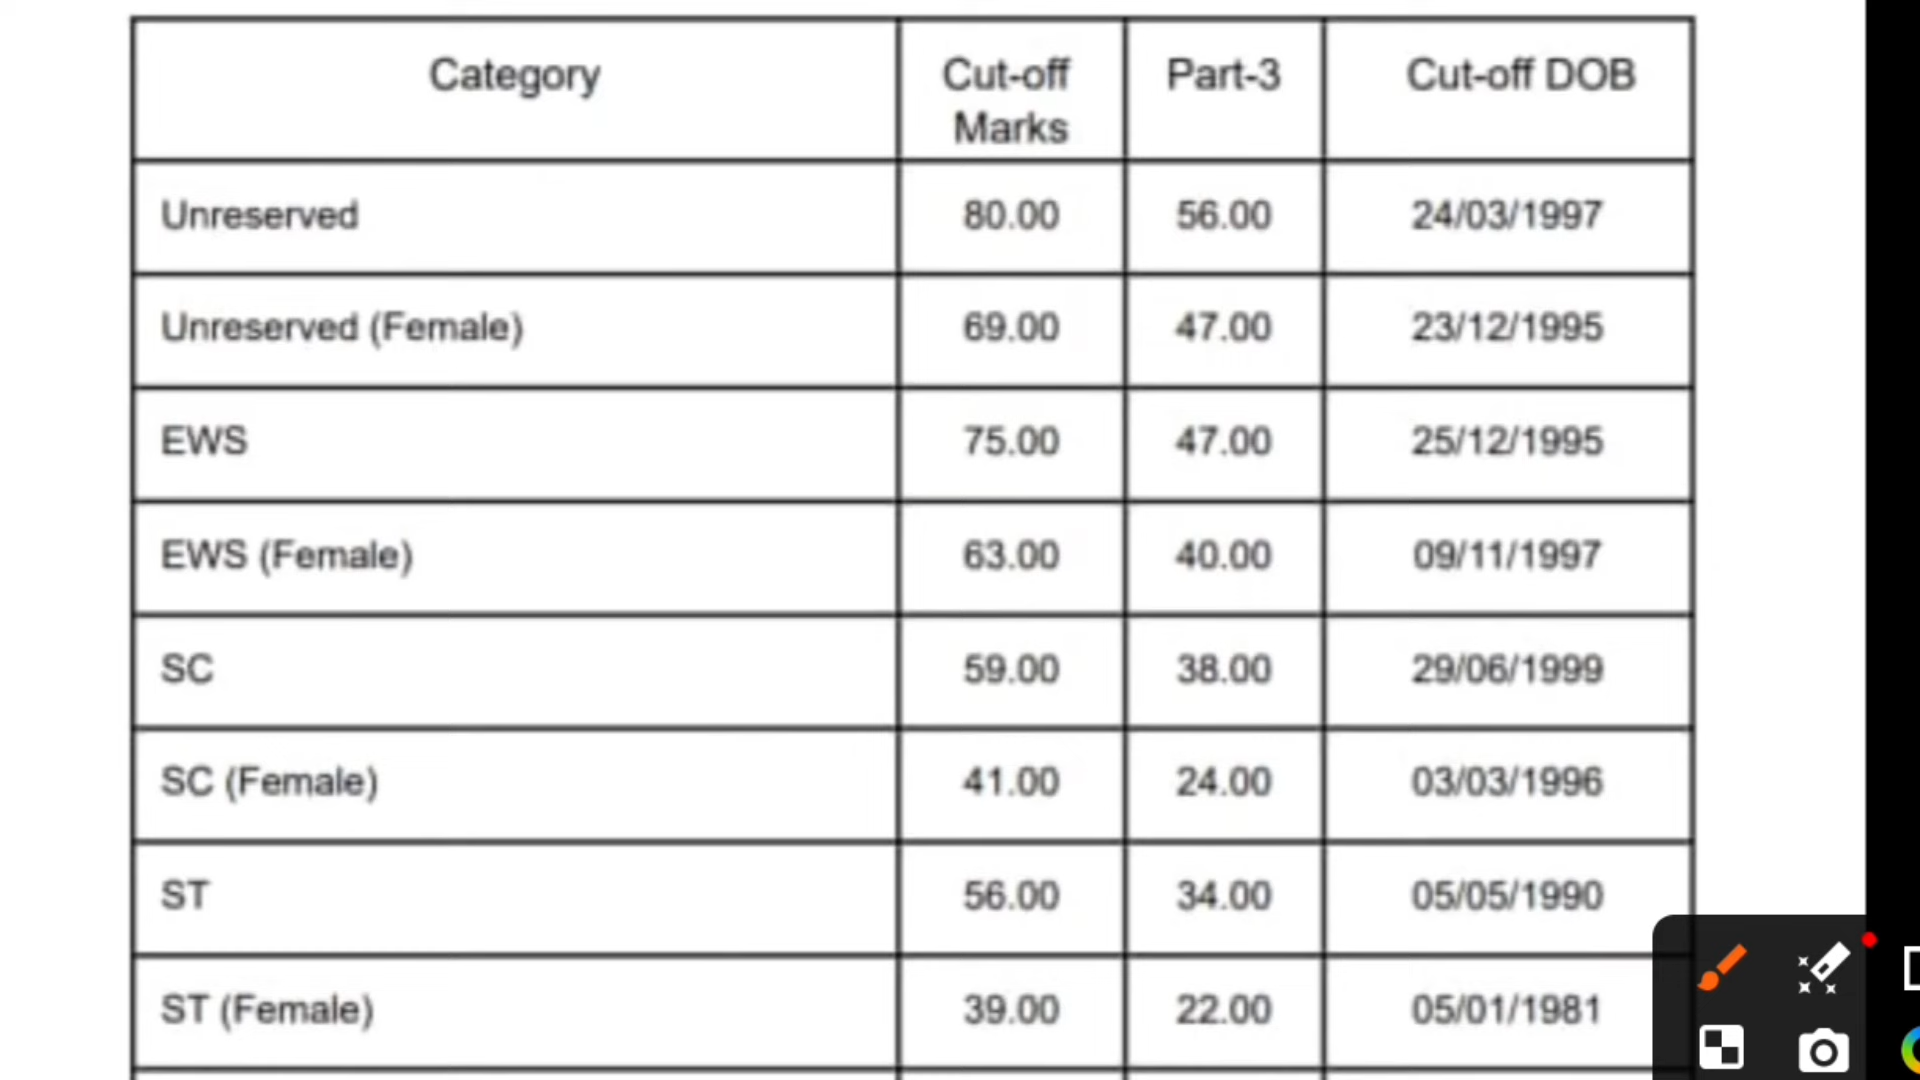 Category Cut-off Marks Part-3 Cut-off DOB
Unreserved 80.00 56.00 24/03/1997
Unreserved (Female) 69.00 47.00 23/12/1995
EWS 75.00 47.00 25/12/1995
EWS (Female) 63.00 40.00 09/11/1997
SC 59.00 38.00 29/06/1999
SC (Female) 41.00 24.00 03/03/1996
ST 56.00 34.00 05/05/1990
ST (Female) 39.00 22.00 05/01/1981